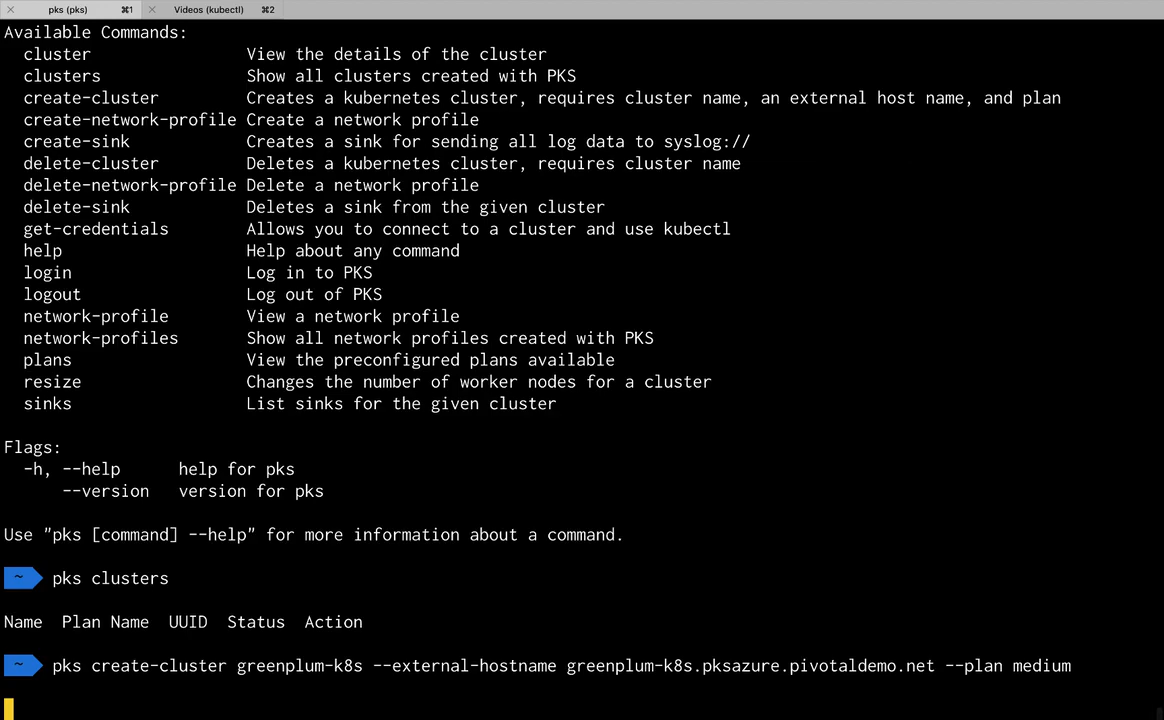 pks (pks) ⌘1 Videos (kubectl) ⌘2
Available Commands:
cluster View the details of the cluster
clusters Show all clusters created with PKS
create-cluster Creates a kubernetes cluster, requires cluster name, an external host name, and plan
create-network-profile Create a network profile
create-sink Creates a sink for sending all log data to syslog://
delete-cluster Deletes a kubernetes cluster, requires cluster name
delete-network-profile Delete a network profile
delete-sink Deletes a sink from the given cluster
get-credentials Allows you to connect to a cluster and use kubectl
help Help about any command
login Log in to PKS
logout Log out of PKS
network-profile View a network profile
network-profiles Show all network profiles created with PKS
plans View the preconfigured plans available
resize Changes the number of worker nodes for a cluster
sinks List sinks for the given cluster
Flags:
-h, --help help for pks
--version version for pks
Use "pks [command] --help" for more information about a command.
~ pks clusters
Name Plan Name UUID Status Action
~ pks create-cluster greenplum-k8s --external-hostname greenplum-k8s.pksazure.pivotaldemo.net --plan medium